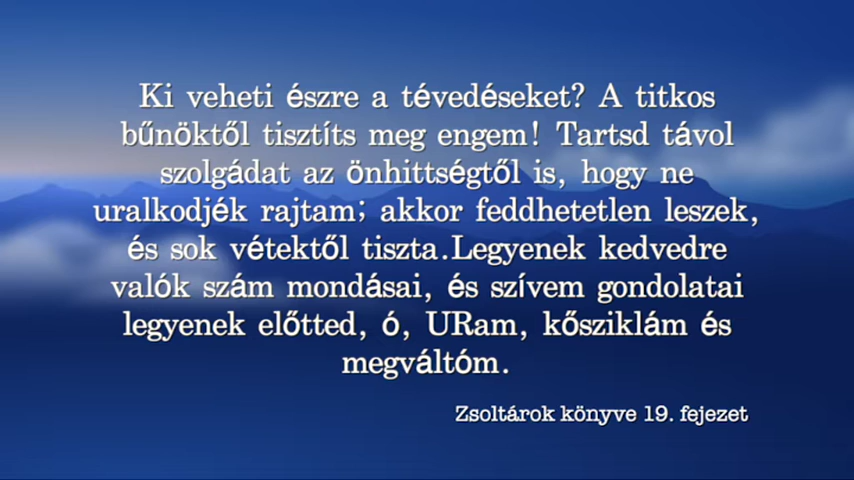 Ki veheti észre a tévedéseket? A titkos
bűnöktől tisztíts meg engem! Tartsd távol
szolgádat az önhittségtől is, hogy ne
uralkodjék rajtam; akkor feddhetetlen leszek,
és sok vétektől tiszta.Legyenek kedvedre
valók szám mondásai, és szívem gondolatai
legyenek előtted, ó, URam, kősziklám és
megváltóm.
Zsoltárok könyve 19. fejezet